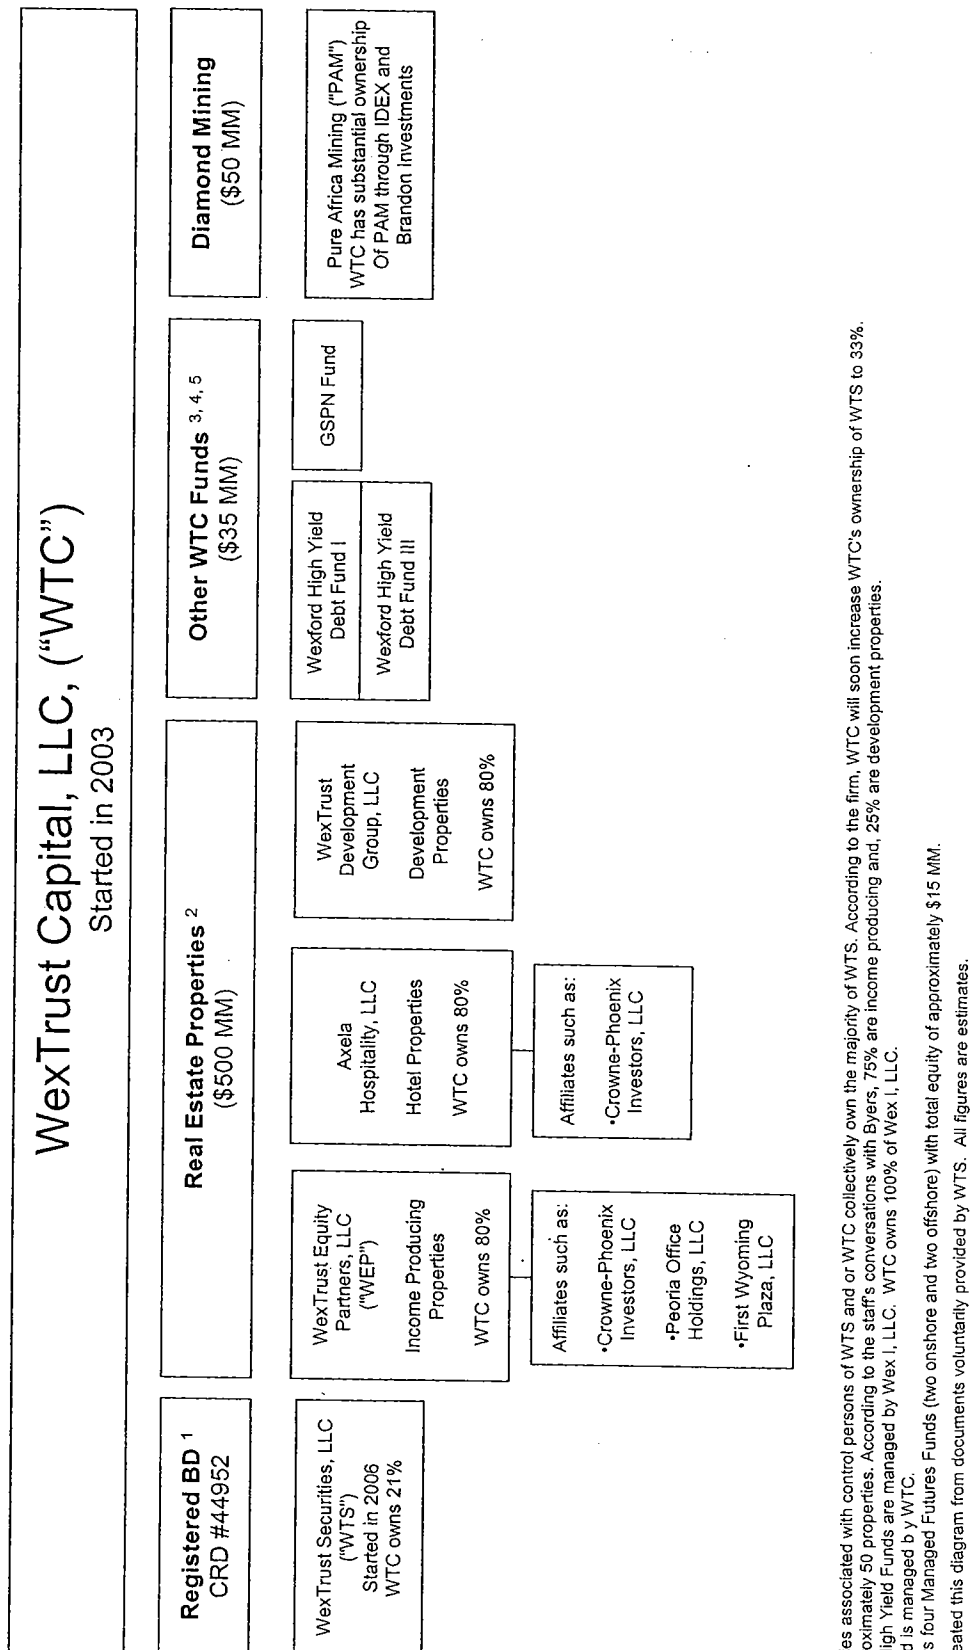 WexTrust Capital, LLC, (“WTC”)
Started in 2003
Registered BD 1
CRD #44952
WexTrust Securities, LLC
("WTS")
Started in 2006
WTC owns 21%
Real Estate Properties 2
($500 MM)
WexTrust Equity
Partners, LLC
("WEP")
Income Producing
Properties
WTC owns 80%
Affiliates such as:
•Crowne-Phoenix
Investors, LLC
•Peoria Office
Holdings, LLC
•First Wyoming
Plaza, LLC
Axela
Hospitality, LLC
Hotel Properties
WTC owns 80%
Affiliates such as:
•Crowne-Phoenix
Investors, LLC
WexTrust
Development
Group, LLC
Development
Properties
WTC owns 80%
Other WTC Funds 3, 4, 5
($35 MM)
Wexford High Yield
Debt Fund I
Wexford High Yield
Debt Fund III
GSPN Fund
Diamond Mining
($50 MM)
Pure Africa Mining ("PAM")
WTC has substantial ownership
Of PAM through IDEX and
Brandon Investments
associated with control persons of WTS and or WTC collectively own the majority of WTS. According to the firm, WTC will soon increase WTC's ownership of WTS to 33%.
50 properties. According to the staff's conversations with Byers, 75% are income producing and, 25% are development properties.
Yield Funds are managed by Wex I, LLC. WTC owns 100% of Wex I, LLC.
is managed b y WTC.
four Managed Futures Funds (two onshore and two offshore) with total equity of approximately $15 MM.
this diagram from documents voluntarily provided by WTS. All figures are estimates.